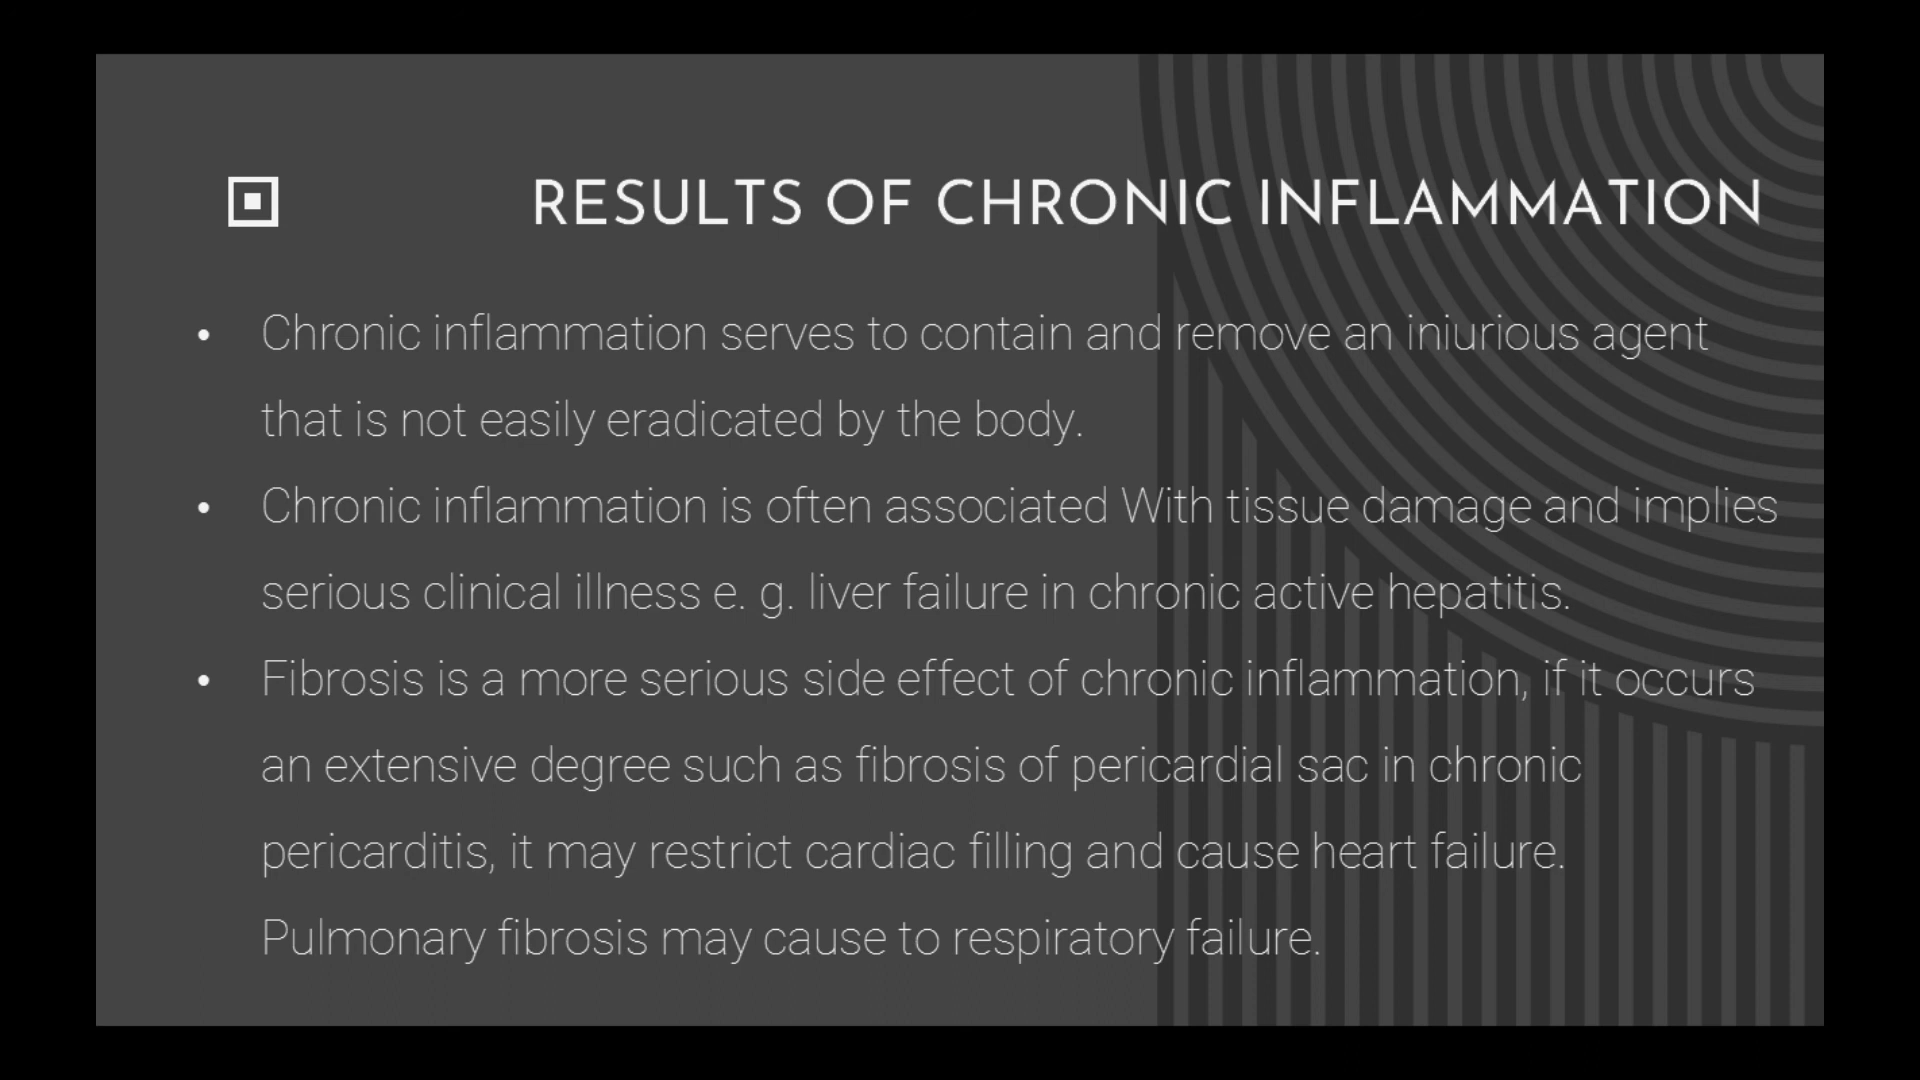 RESULTS OF CHRONIC INFLAMMATION
• Chronic inflammation serves to contain and remove an iniurious agent
that is not easily eradicated by the body.
• Chronic inflammation is often associated With tissue damage and implies
serious clinical illness e. g. liver failure in chronic active hepatitis.
• Fibrosis is a more serious side effect of chronic inflammation, if it occurs
an extensive degree such as fibrosis of pericardial sac in chronic
pericarditis, it may restrict cardiac filling and cause heart failure.
Pulmonary fibrosis may cause to respiratory failure.